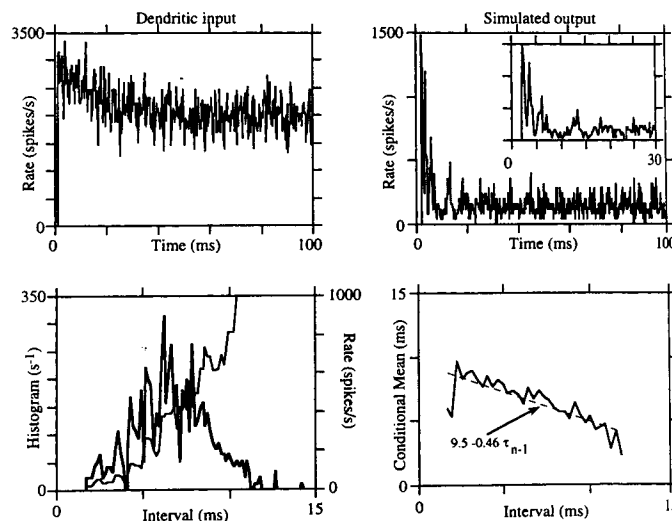 Dendritic input
3500
Rate (spikes/s)
0
0
Time (ms)
100
Simulated output
1500
Rate (spikes/s)
0
0
Time (ms)
100
0
30
350
Histogram (s⁻¹)
0
Interval (ms)
15
1000
Rate (spikes/s)
0
15
Conditional Mean (ms)
0
0
Interval (ms)
15
9.5 -0.46 τn-1